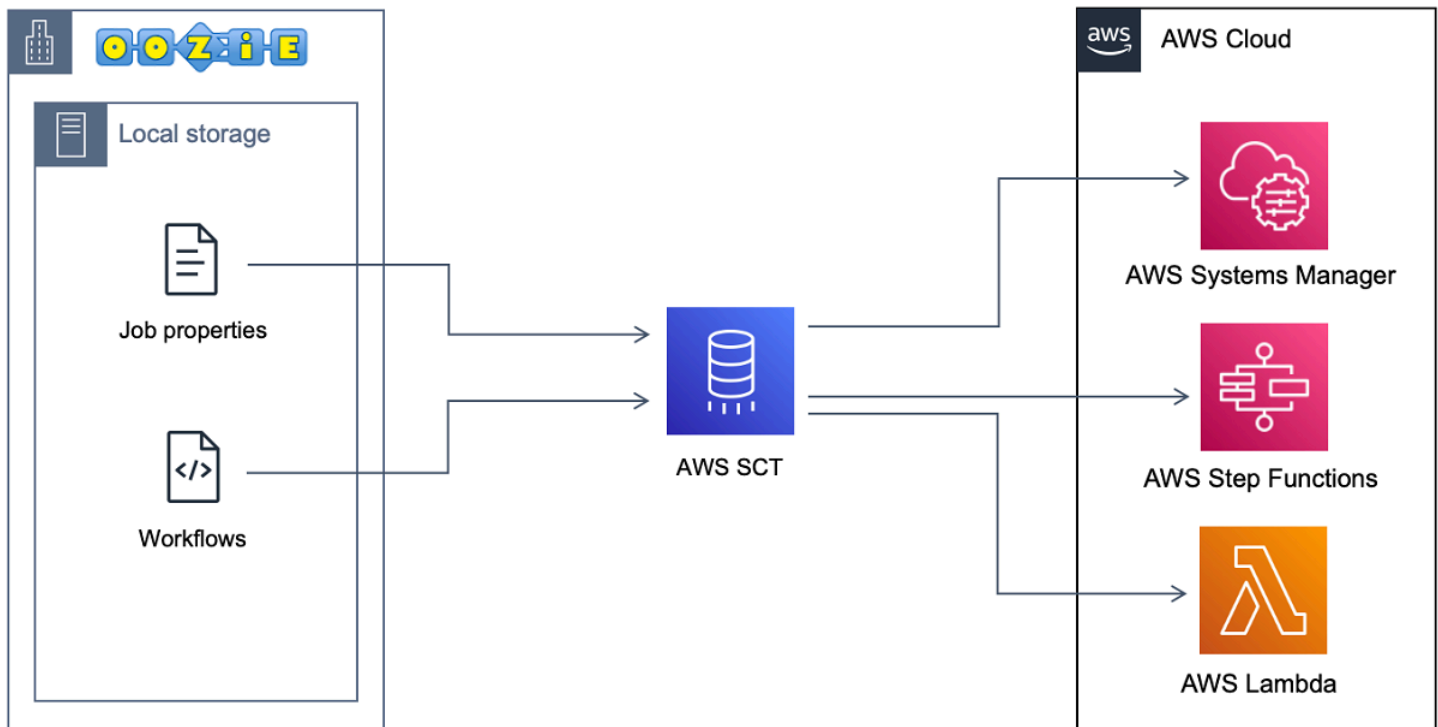 OOZiE
Local storage
Job properties
</>
Workflows
AWS SCT
aws
AWS Cloud
AWS Systems Manager
AWS Step Functions
AWS Lambda